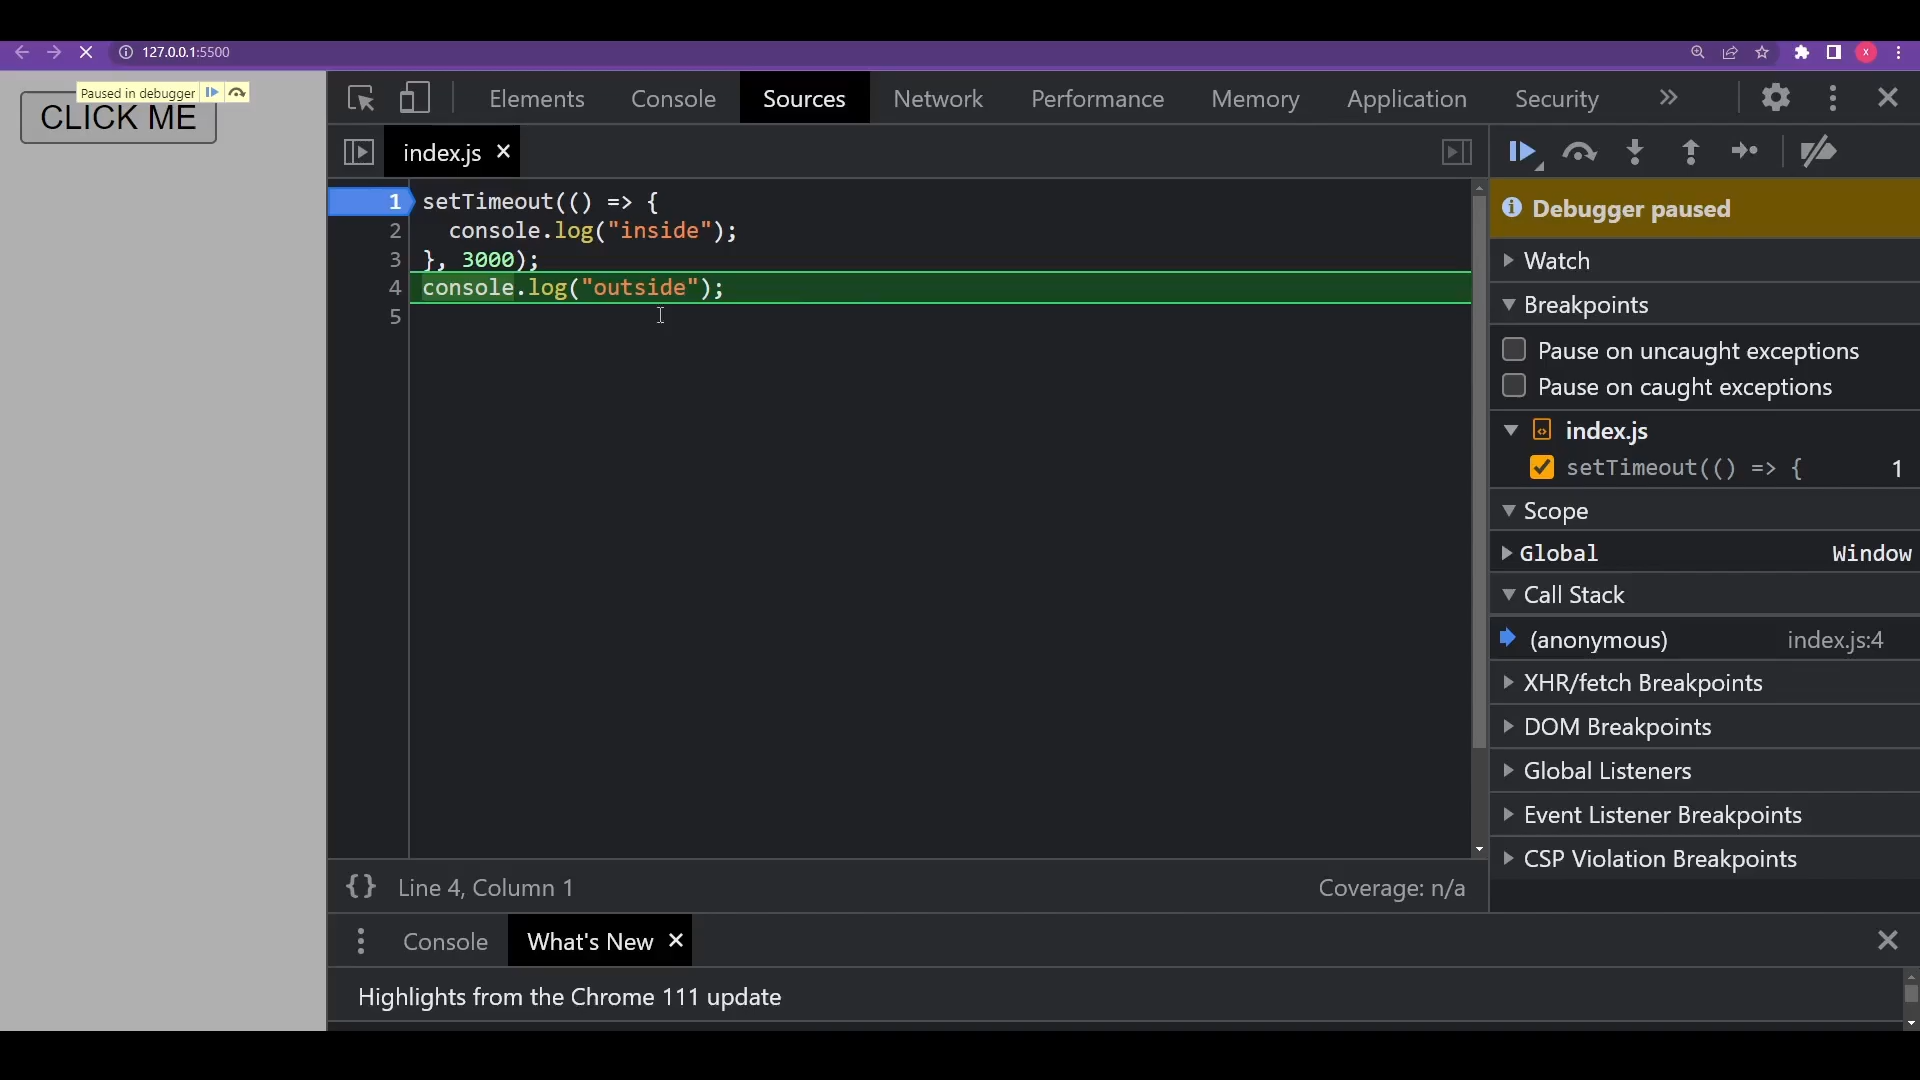 127.0.0.1:5500
x
Paused in debugger
CLICK ME
Elements Console Sources Network Performance Memory Application Security
index.js
1 setTimeout(() => {
2 console.log("inside");
3 }, 3000);
4 console.log("outside");
5
Debugger paused
Watch
Breakpoints
Pause on uncaught exceptions
Pause on caught exceptions
index.js
setTimeout(() => { 1
Scope
Global Window
Call Stack
(anonymous) index.js:4
XHR/fetch Breakpoints
DOM Breakpoints
Global Listeners
Event Listener Breakpoints
CSP Violation Breakpoints
{} Line 4, Column 1 Coverage: n/a
Console What's New
Highlights from the Chrome 111 update